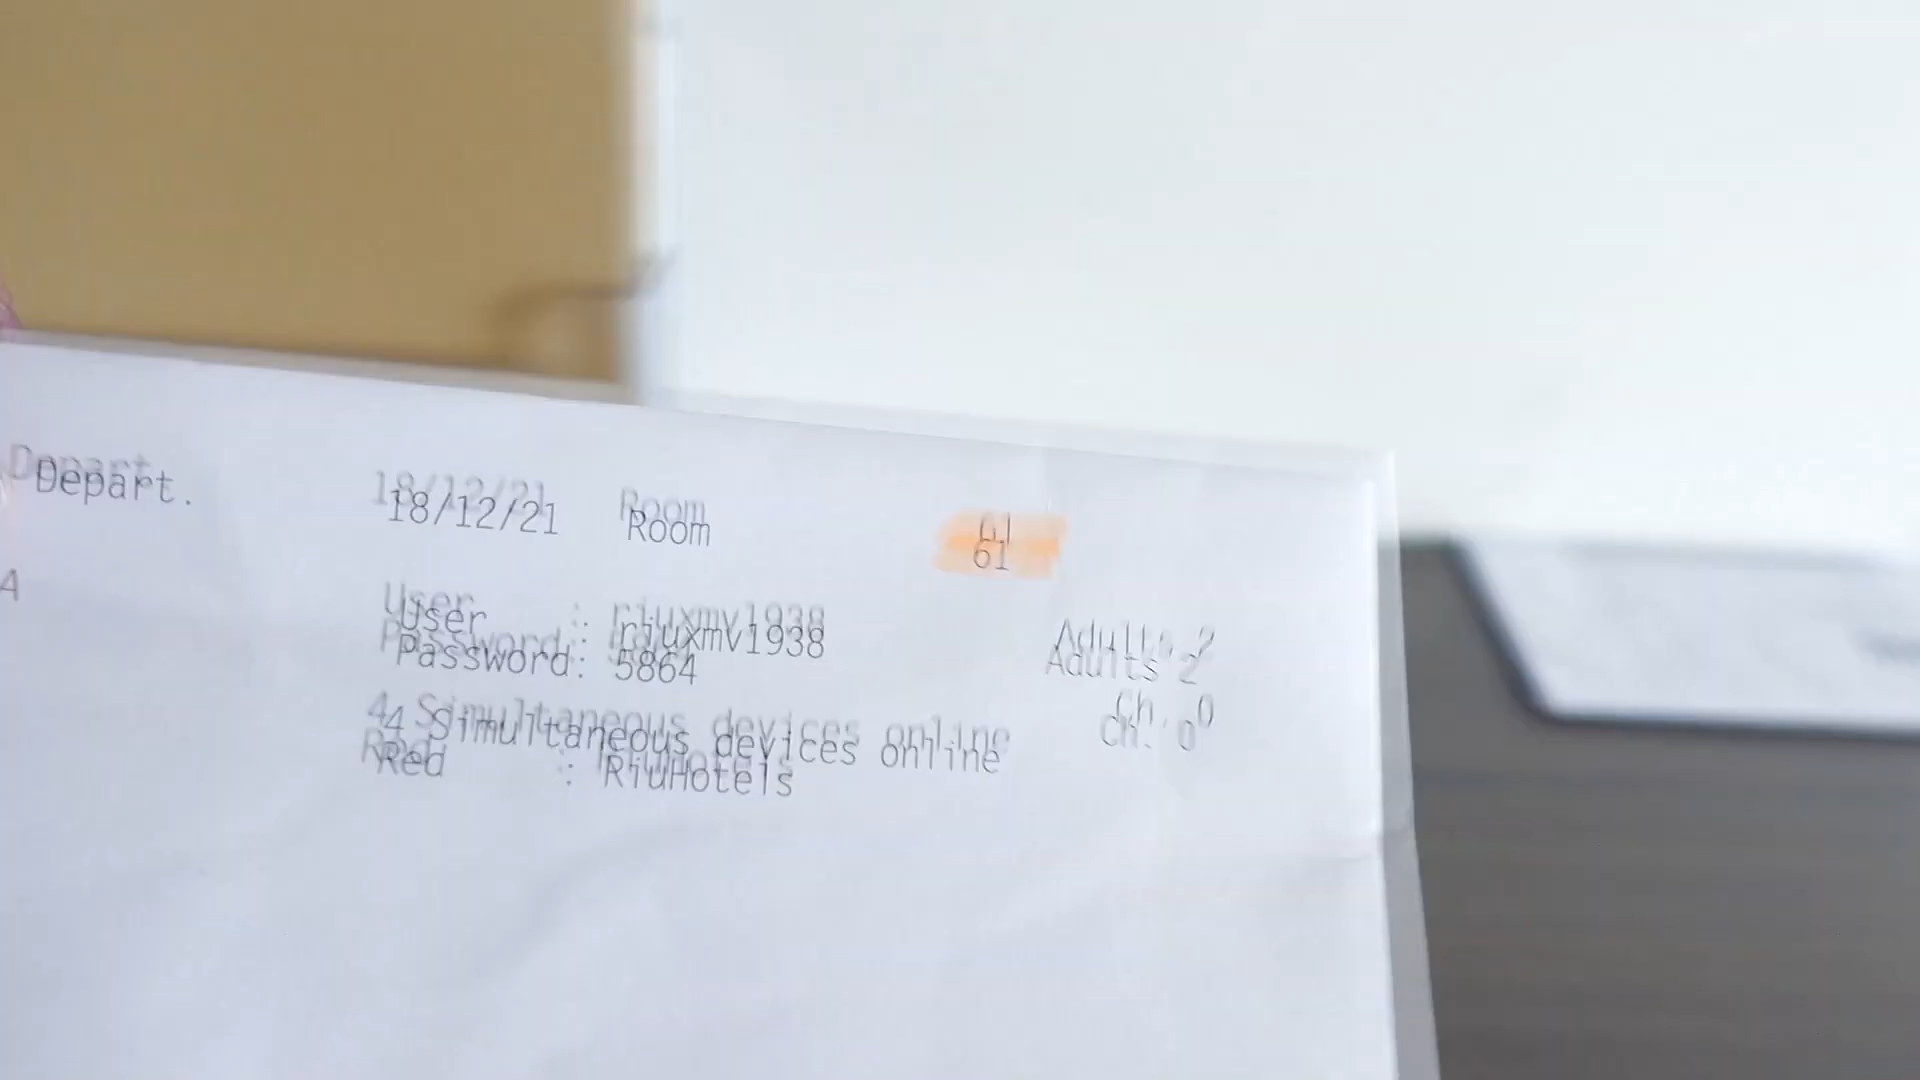 Depart. 18/12/21 Room 61
A
User : riuxmv1938
Password: 5864
Adults 2
4 Simultaneous devices online
Ch. 0
Red : RiuHotels